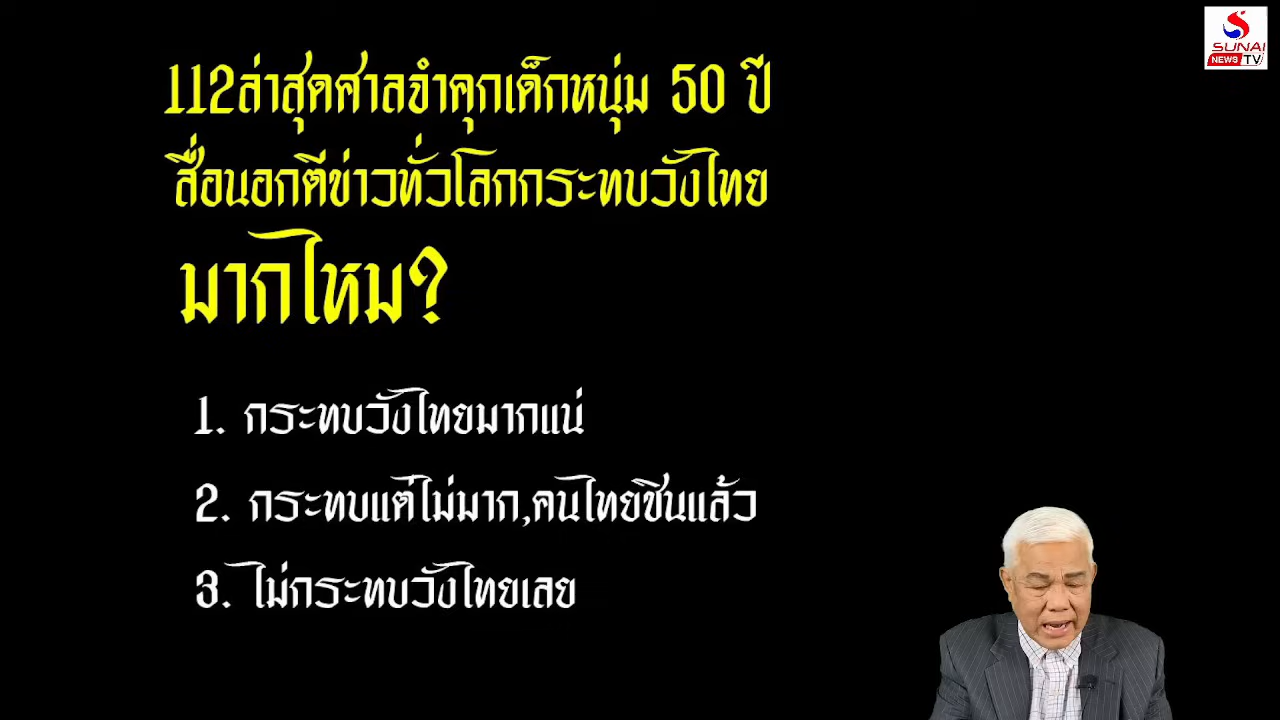 112ล่าสุดศาลจำคุกเด็กหนุ่ม 50 ปี
สื่อนอกตีข่าวทั่วโลกกระทบวังไทย
มากไหม?
1. กระทบวังไทยมากแน่
2. กระทบแต่ไม่มาก,คนไทยชินแล้ว
3. ไม่กระทบวังไทยเลย
SUNAI
NEWS TV